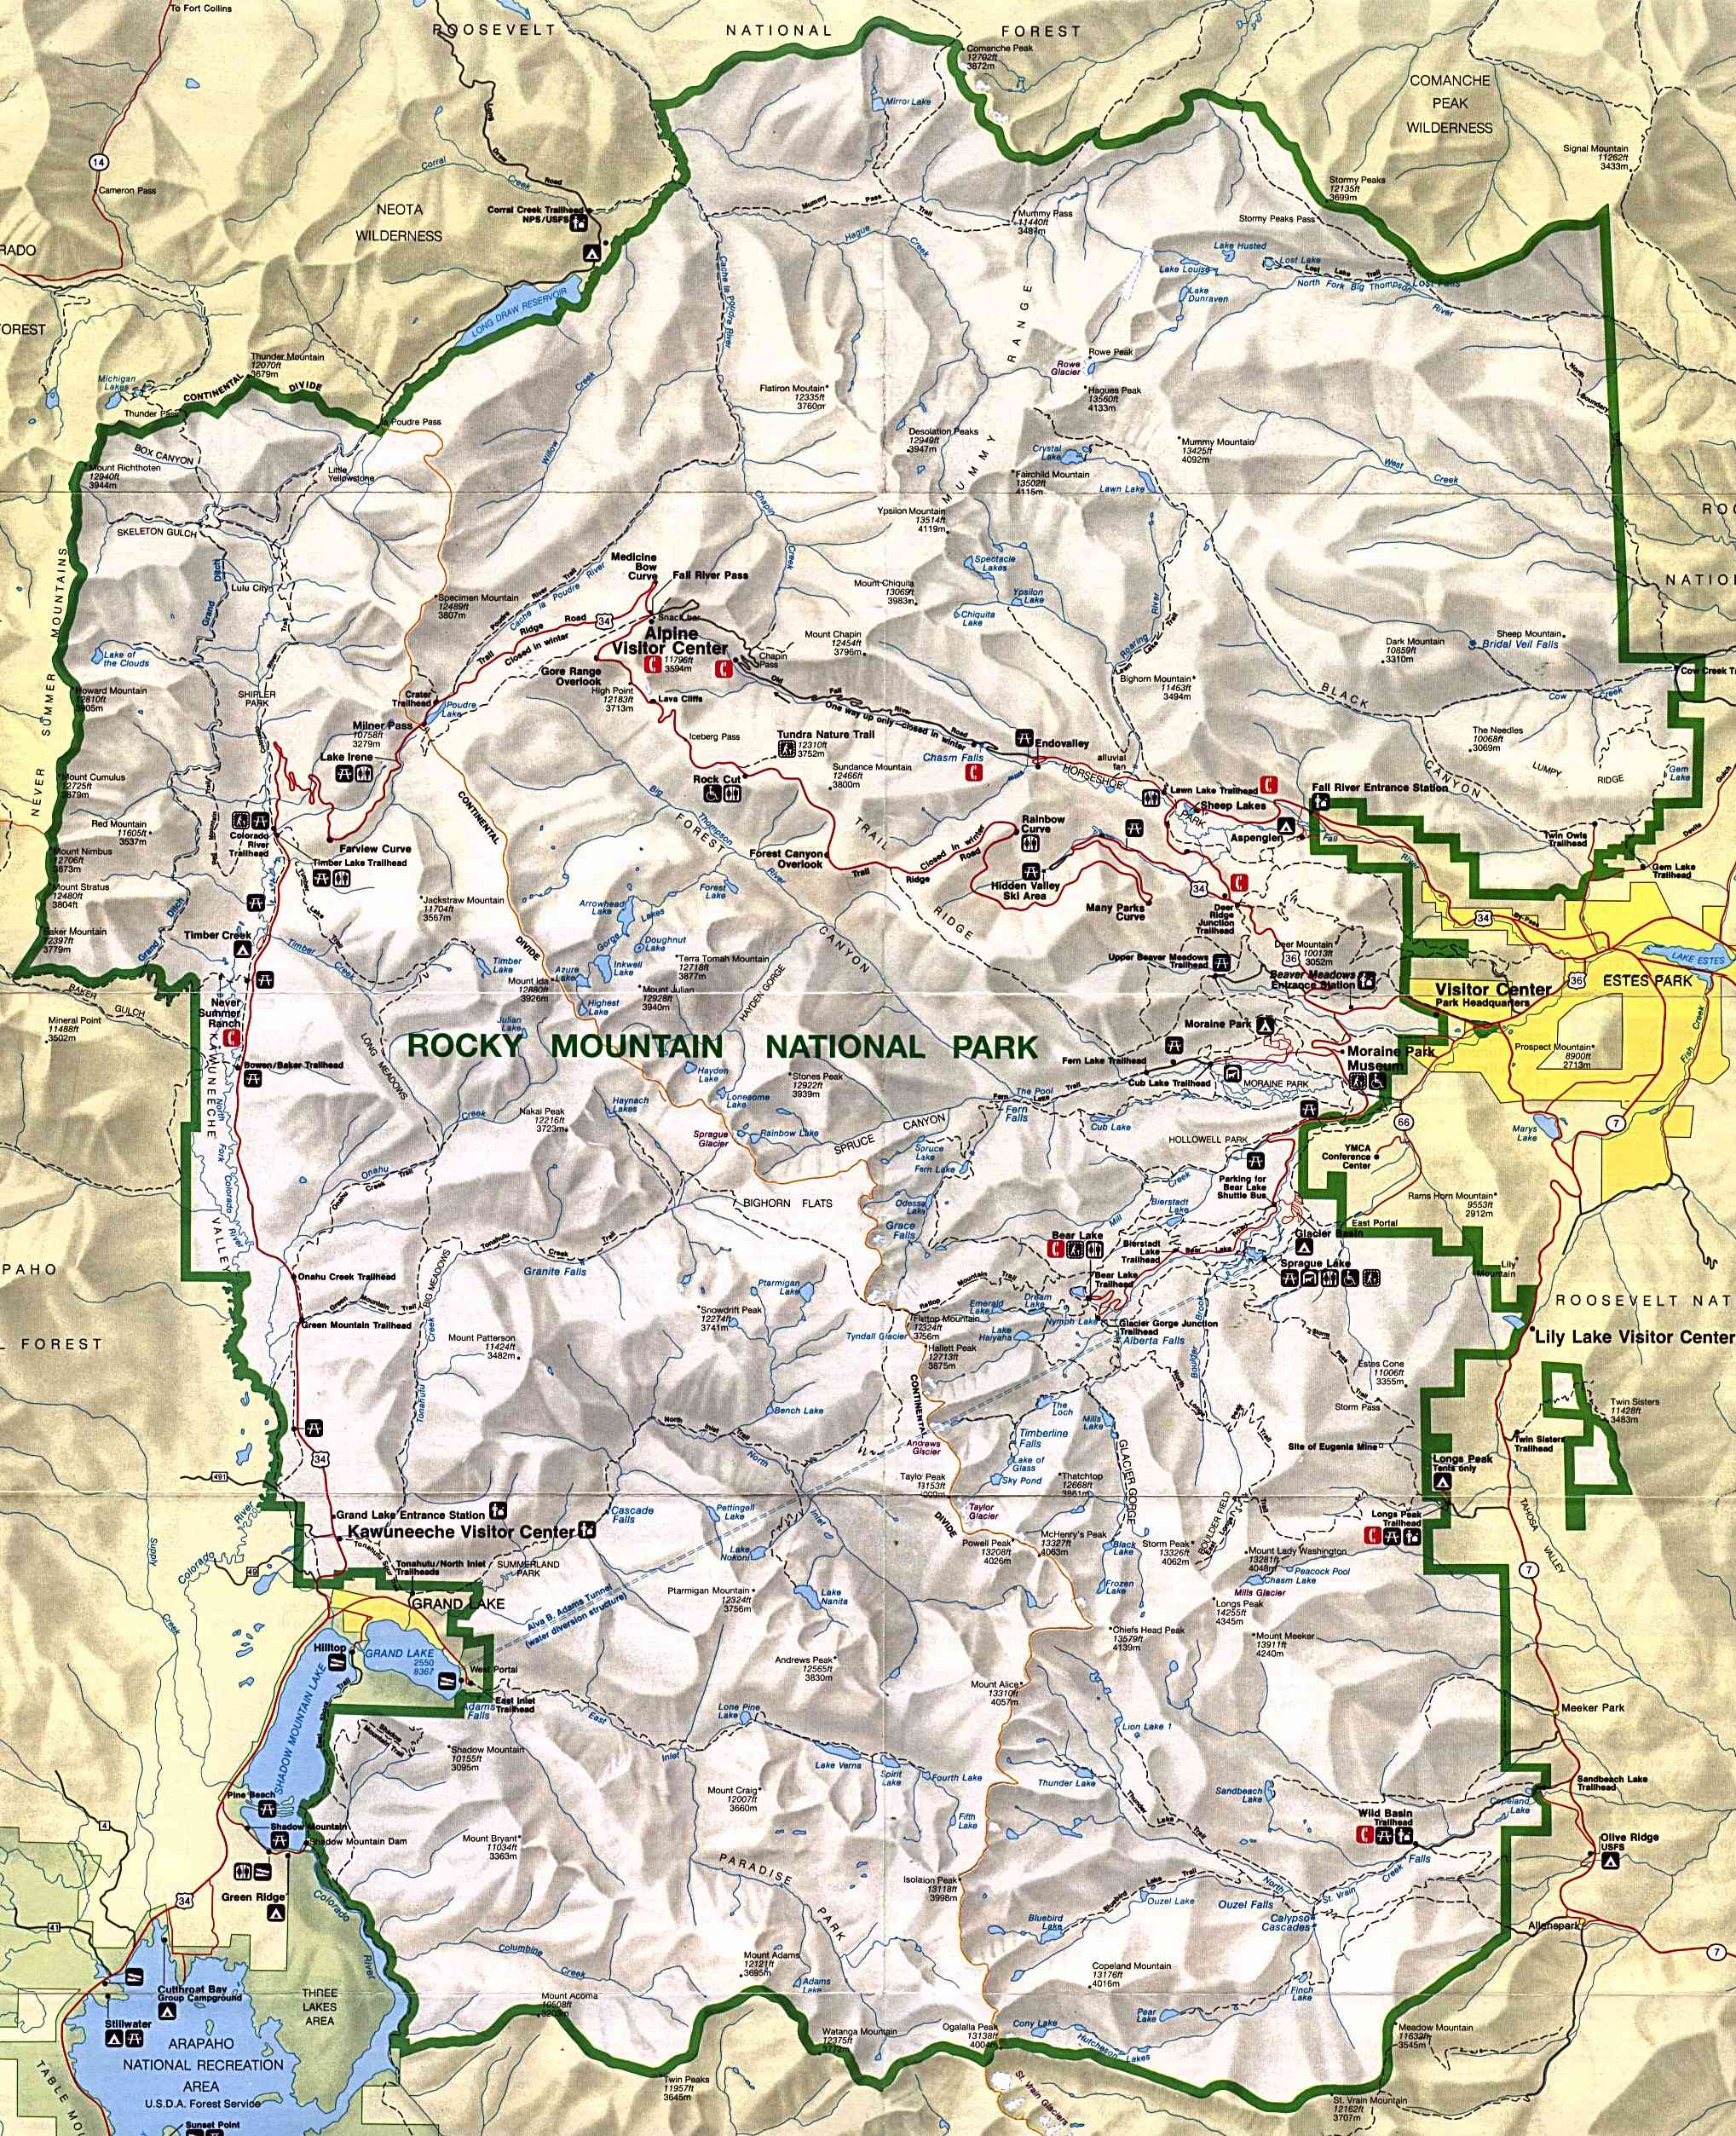 To Fort Collins
ROOSEVELT NATIONAL FOREST
Comanche Peak
12702ft
3872m
COMANCHE
PEAK
WILDERNESS
Mirror Lake
Long Draw Road
Corral Creek
14
Cameron Pass
Signal Mountain
11262ft
3433m
Stormy Peaks
12135ft
3699m
NEOTA
WILDERNESS
Corral Creek Trailhead
NPS/USFS
Mummy Pass Trail
Mummy Pass
11440ft
3487m
Stormy Peaks Pass
Hague Creek
Lake Husted
Lost Lake
Lost Lake Trail
Lake Louise
Lake
Dunraven
North Fork Big Thompson River
Lost Falls
Cache la Poudre River
LONG DRAW RESERVOIR
MUMMY RANGE
Thunder Mountain
12070ft
3679m
CONTINENTAL DIVIDE
Michigan
Lakes
Thunder Pass
Poudre Pass
Rowe Peak
Rowe
Glacier
Hagues Peak
13560ft
4133m
Flatiron Moutain
12335ft
3760m
Willow Creek
North Boundary
Desolation Peaks
12949ft
3947m
Crystal
Lake
Mummy Mountain
13425ft
4092m
BOX CANYON
Mount Richthofen
12940ft
3944m
Little
Yellowstone
Fairchild Mountain
13502ft
4115m
Lawn Lake
West Creek
SKELETON GULCH
Chapin Creek
Ypsilon Mountain
13514ft
4119m
Spectacle
Lakes
Ypsilon
Lake
Chiquita
Lake
Mount Chiquita
13069ft
3983m
Medicine
Bow
Curve
Fall River Pass
Lulu City
Grand Ditch
Specimen Mountain
12489ft
3807m
Poudre River Trail
Cache la Poudre River
Trail Ridge Road
Closed in winter
34
Snack bar
Alpine
Visitor Center
11796ft
3594m
Chapin
Pass
Mount Chapin
12454ft
3796m
Roaring River
Lawn Lake Trail
Dark Mountain
10859ft
3310m
Sheep Mountain
Bridal Veil Falls
Cow Creek
Lake of
the Clouds
NEVER SUMMER MOUNTAINS
Howard Mountain
12810ft
3905m
SHIPLER
PARK
Crater
Trailhead
Poudre
Lake
Gore Range
Overlook
High Point
12183ft
3713m
Lava Cliffs
Old Fall River Road
One way up only—Closed in winter
Bighorn Mountain
11463ft
3494m
BLACK CANYON
The Needles
10068ft
3069m
Milner Pass
10758ft
3279m
Lake Irene
Iceberg Pass
Tundra Nature Trail
12310ft
3752m
Chasm Falls
Endovalley
alluvial
fan
HORSESHOE PARK
Lawn Lake Trailhead
Sheep Lakes
Fall River Entrance Station
LUMPY RIDGE
Gem
Lake
Mount Cumulus
12725ft
3879m
Sundance Mountain
12466ft
3800m
Rock Cut
Big Thompson River
Aspenglen
Fall River
Twin Owls
Trailhead
Gem Lake
Trailhead
Red Mountain
11605ft
3537m
Colorado
River
Trailhead
Farview Curve
CONTINENTAL DIVIDE
FOREST CANYON
TRAIL RIDGE
Rainbow
Curve
Mount Nimbus
12706ft
3873m
Timber Lake Trailhead
Forest Canyon
Overlook
Trail Ridge Road
Closed in winter
Hidden Valley
Ski Area
Many Parks
Curve
34
Deer
Ridge
Junction
Trailhead
Mount Stratus
12480ft
3804ft
Jackstraw Mountain
11704ft
3567m
Arrowhead
Lake
Forest
Lake
Gorge Lakes
Doughnut
Lake
Inkwell
Lake
Azure
Lake
Highest
Lake
34
By-Pass
Baker Mountain
12397ft
3779m
Timber Creek
Timber Creek
Timber
Lake
Terra Tomah Mountain
12718ft
3877m
Mount Ida
12880ft
3926m
Mount Julian
12928ft
3940m
HAYDEN GORGE
Upper Beaver Meadows
Trailhead
Deer Mountain
10013ft
3052m
36
Beaver Meadows
Entrance Station
36
LAKE ESTES
ESTES PARK
Visitor Center
Park Headquarters
BAKER GULCH
Never
Summer
Ranch
Mineral Point
11488ft
3502m
Julian
Lake
ROCKY MOUNTAIN NATIONAL PARK
Moraine Park
Moraine Park
Museum
Prospect Mountain
8900ft
2713m
Fish Creek
Bowen/Baker Trailhead
LONG MEADOWS
KAWUNEECHE VALLEY
North Fork Colorado River
Hayden
Lake
Lonesome
Lake
Stones Peak
12922ft
3939m
Fern Lake Trailhead
Cub Lake Trailhead
MORAINE PARK
The Pool
Fern Lake Trail
Fern
Falls
Cub Lake
66
7
Marys
Lake
Nakai Peak
12216ft
3723m
Haynach
Lakes
Sprague
Glacier
Rainbow Lake
SPRUCE CANYON
Spruce
Lake
Fern Lake
HOLLOWELL PARK
YMCA
Conference
Center
Onahu Creek Trail
Parking for
Bear Lake
Shuttle Bus
Rams Horn Mountain
9553ft
2912m
BIGHORN FLATS
Odessa
Lake
Grace
Falls
Bierstadt
Lake
Mill Creek
East Portal
Glacier Basin
Tonahutu Creek Trail
Granite Falls
Bear Lake
Bierstadt
Lake
Trailhead
Bear Lake Road
Sprague Lake
Lily
Mountain
Onahu Creek Trailhead
BIG MEADOWS
Green Mountain Trail
Green Mountain Trailhead
Ptarmigan
Lake
Flattop Mountain Trail
Bear Lake
Trailhead
Emerald
Lake
Dream
Lake
Nymph Lake
Lake
Haiyaha
Glacier Gorge Junction
Trailhead
Alberta Falls
Boulder Brook
ROOSEVELT NAT
Lily Lake Visitor Center
FOREST
Snowdrift Peak
12274ft
3741m
Flattop Mountain
12324ft
3756m
Tyndall Glacier
Hallett Peak
12713ft
3875m
Mount Patterson
11424ft
3482m
Tonahutu Creek
Storm Pass Trail
Estes Cone
11006ft
3355m
Storm Pass
Twin Sisters
11428ft
3483m
Twin Sisters
Trailhead
Bench Lake
North Inlet Trail
CONTINENTAL DIVIDE
The
Loch
Mills
Lake
Timberline
Falls
Lake of
Glass
Sky Pond
Andrews
Glacier
Site of Eugenia Mine
Longs Peak
Tents only
34
491
Taylor Peak
13153ft
Thatchtop
12668ft
3861m
GLACIER GORGE
BOULDER FIELD
Taylor
Glacier
TAHOSA VALLEY
Grand Lake Entrance Station
Kawuneeche Visitor Center
Cascade
Falls
Pettingell
Lake
Lake
Nokoni
North Inlet
Powell Peak
13208ft
4026m
McHenry's Peak
13327ft
4063m
Black
Lake
Storm Peak
13326ft
4062m
Mount Lady Washington
13281ft
4048m
Longs Peak
Trailhead
Peacock Pool
Chasm Lake
Mills Glacier
Colorado River
Supply Creek
Tonahutu/North Inlet
Trailheads
SUMMERLAND
PARK
49
GRAND LAKE
Alva B. Adams Tunnel
(water diversion structure)
Ptarmigan Mountain
12324ft
3756m
Lake
Nanita
Frozen
Lake
Longs Peak
14255ft
4345m
7
Hilltop
GRAND LAKE
2550
8367
West Portal
East Inlet
Trailhead
Adams
Falls
Andrews Peak
12565ft
3830m
Chiefs Head Peak
13579ft
4139m
Mount Meeker
13911ft
4240m
Mount Alice
13310ft
4057m
SHADOW MOUNTAIN LAKE
Shadow
Mountain Trail
Shadow Mountain
10155ft
3095m
East Inlet
Lone Pine
Lake
Lake Verna
Spirit
Lake
Fourth Lake
Lion Lake 1
Thunder Lake
Meeker Park
Sandbeach
Lake
Sandbeach Lake
Trailhead
Copeland
Lake
Pine Beach
Shadow Mountain
Shadow Mountain Dam
Mount Craig
12007ft
3660m
Fifth
Lake
Thunder Lake Trail
Wild Basin
Trailhead
Olive Ridge
USFS
4
Mount Bryant
11034ft
3363m
PARADISE PARK
Isolation Peak
13118ft
3998m
Bluebird Lake Trail
Ouzel Lake
Ouzel Falls
North St. Vrain Creek
Falls
Calypso
Cascades
Bluebird
Lake
Green Ridge
34
41
Colorado River
Allenspark
7
Columbine Creek
Mount Adams
12121ft
3695m
Adams
Lake
Copeland Mountain
13176ft
4016m
Finch
Lake
Cutthroat Bay
Group Campground
Stillwater
THREE
LAKES
AREA
Mount Acoma
10508ft
Watanga Mountain
12375ft
3772m
Ogalalla Peak
13138ft
4004m
Cony Lake
Pear
Lake
Hutcheson Lakes
Meadow Mountain
11632ft
3545m
ARAPAHO
NATIONAL RECREATION
AREA
U.S.D.A. Forest Service
Sunset Point
Twin Peaks
11957ft
3645m
St. Vrain
Glaciers
St. Vrain Mountain
12162ft
3707m